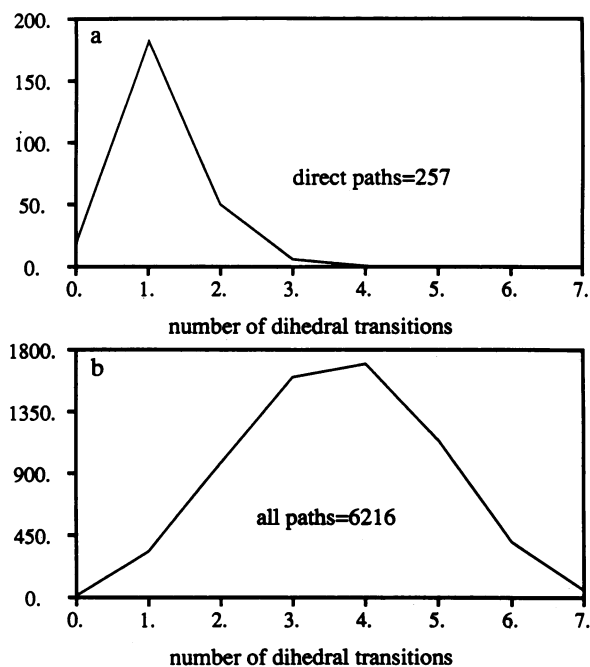 200.
a
150.
100.
direct paths=257
50.
0.
0. 1. 2. 3. 4. 5. 6. 7.
number of dihedral transitions
1800.
b
1350.
900.
all paths=6216
450.
0.
0. 1. 2. 3. 4. 5. 6. 7.
number of dihedral transitions